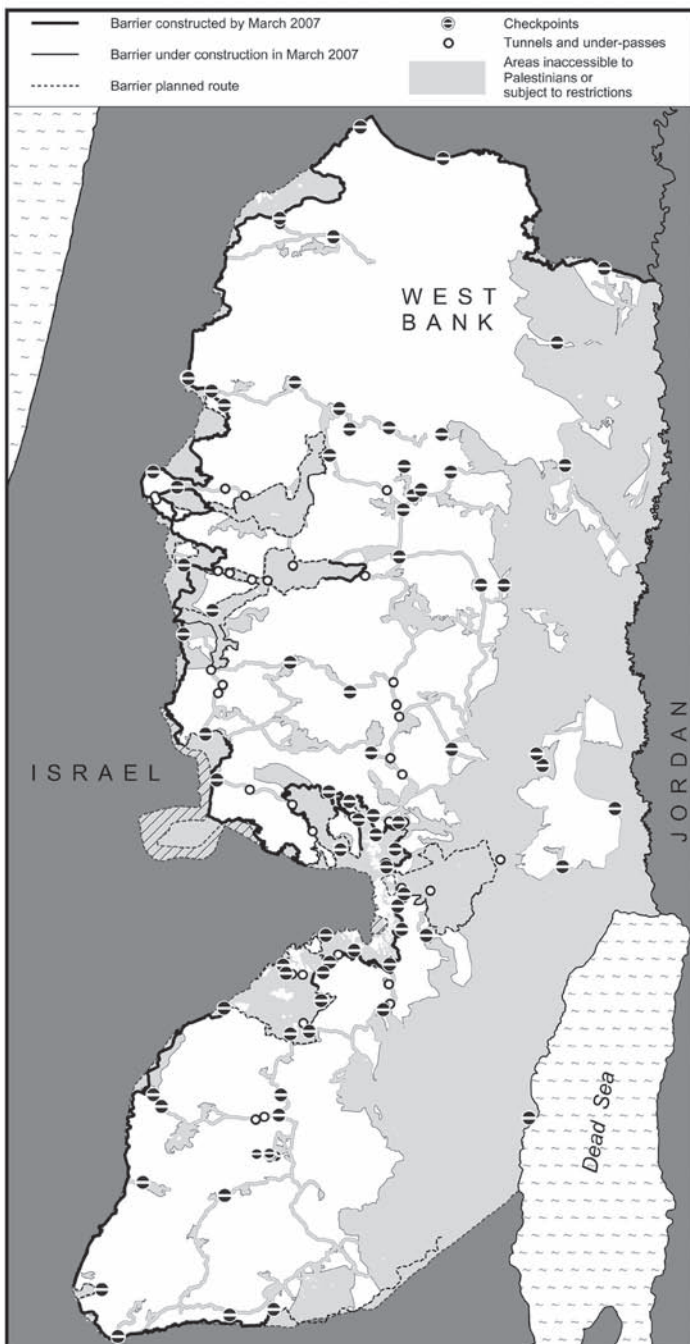 Barrier constructed by March 2007
Barrier under construction in March 2007
Barrier planned route
Checkpoints
Tunnels and under-passes
Areas inaccessible to
Palestinians or
subject to restrictions
WEST
BANK
ISRAEL
JORDAN
Dead Sea